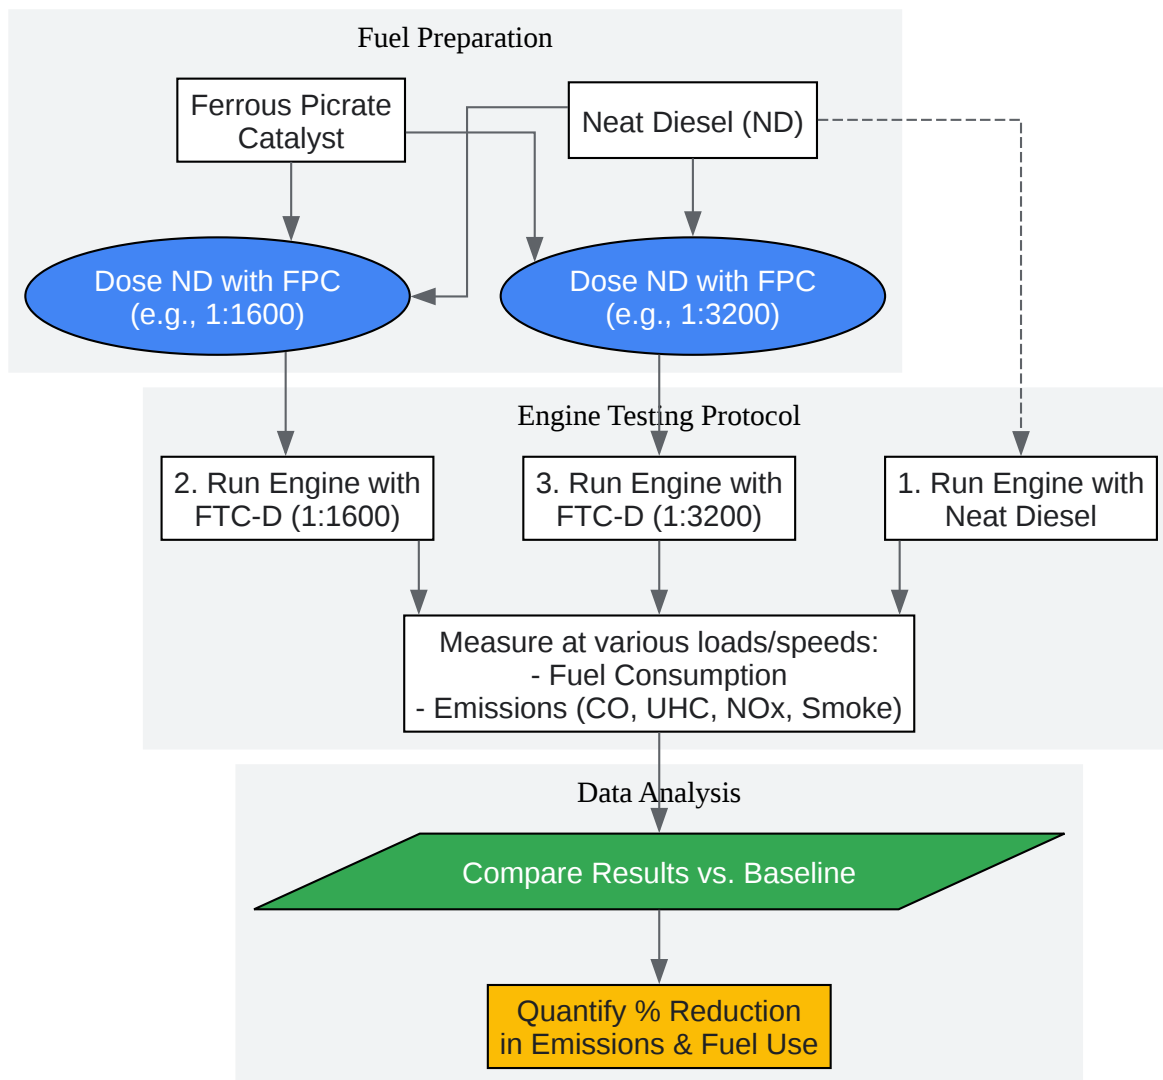 Fuel Preparation
Ferrous Picrate
Catalyst
Neat Diesel (ND)
Dose ND with FPC
(e.g., 1:1600)
Dose ND with FPC
(e.g., 1:3200)
Engine Testing Protocol
2. Run Engine with
FTC-D (1:1600)
3. Run Engine with
FTC-D (1:3200)
1. Run Engine with
Neat Diesel
Measure at various loads/speeds:
- Fuel Consumption
- Emissions (CO, UHC, NOx, Smoke)
Data Analysis
Compare Results vs. Baseline
Quantify % Reduction
in Emissions & Fuel Use